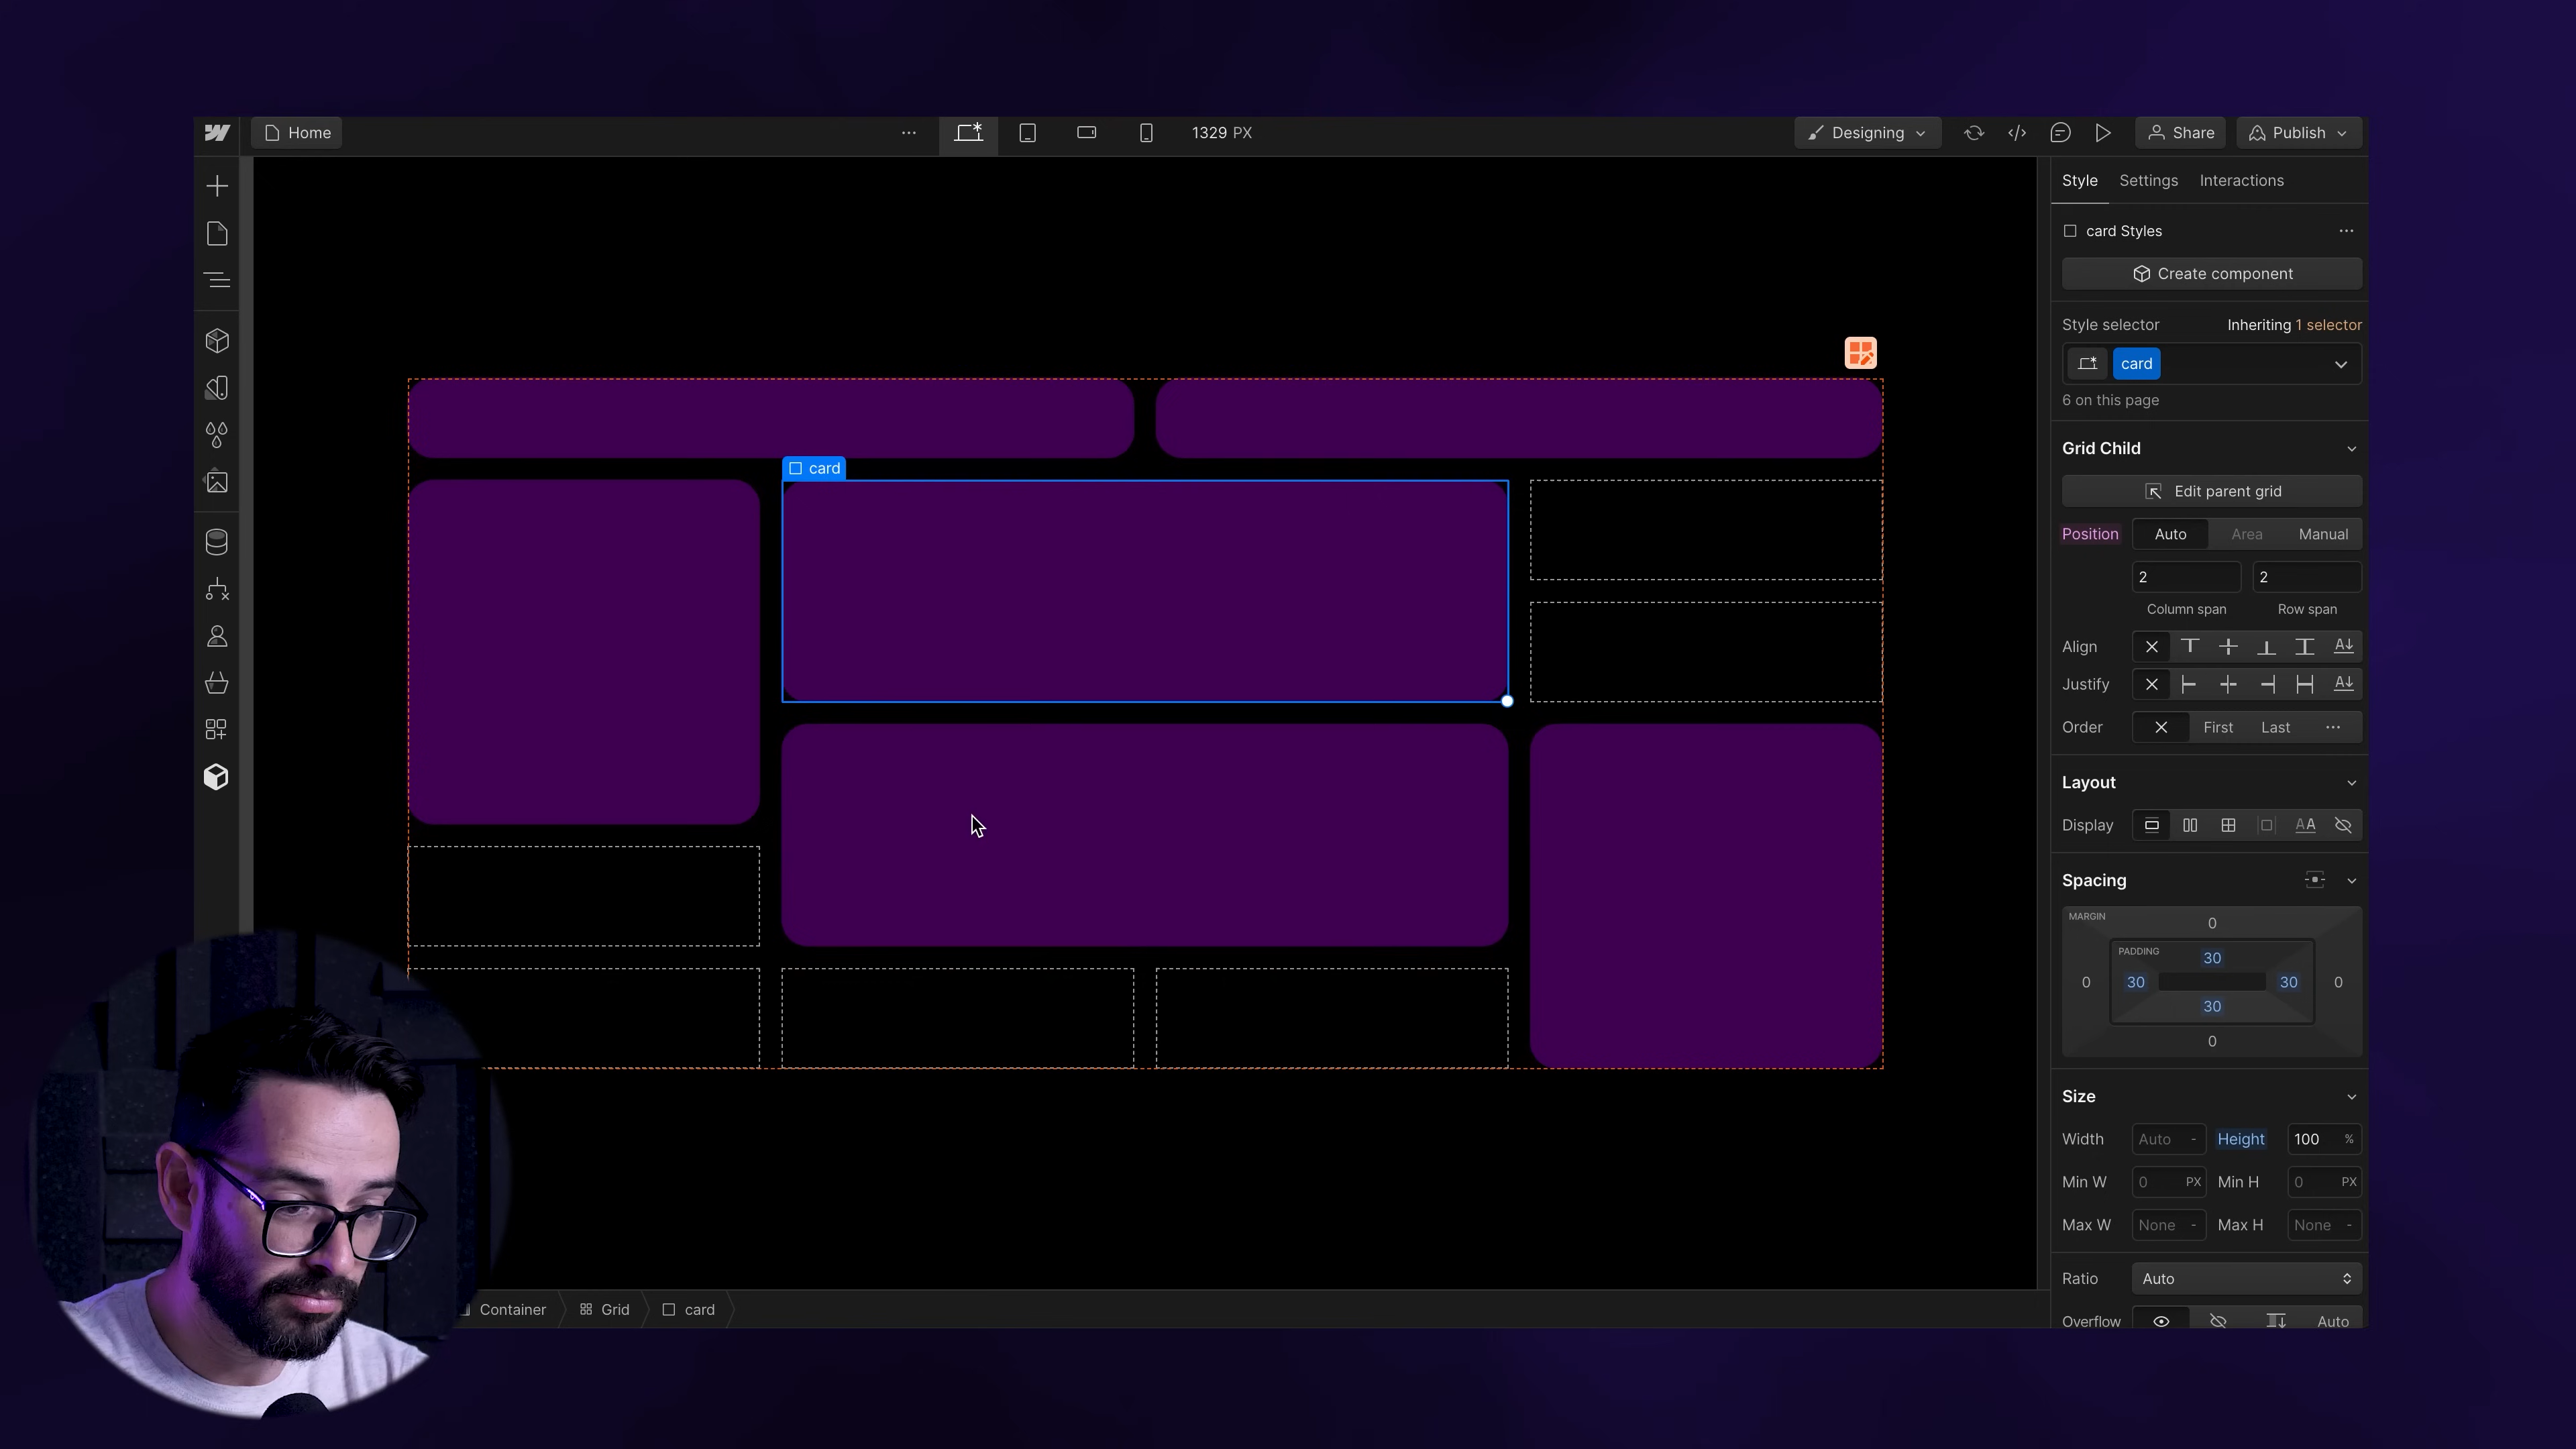 Home
1329 PX
Designing
Share
Publish
Style Settings Interactions
card Styles
Create component
Style selector Inheriting 1 selector
card
6 on this page
Grid Child
Edit parent grid
Position Auto Area Manual
2 2
Column span Row span
Align
Justify
Order First Last
Layout
Display
Spacing
MARGIN
0
PADDING
30
0 30 30 0
30
0
Size
Width Auto - Height 100 %
Min W 0 PX Min H 0 PX
Max W None - Max H None -
Ratio Auto
Overflow Auto
card
Container Grid card